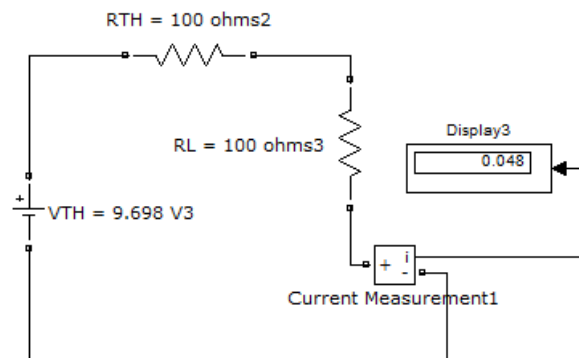 RTH = 100 ohms2
RL = 100 ohms3
Display3
0.048
+
VTH = 9.698 V3
+ i
-
Current Measurement1